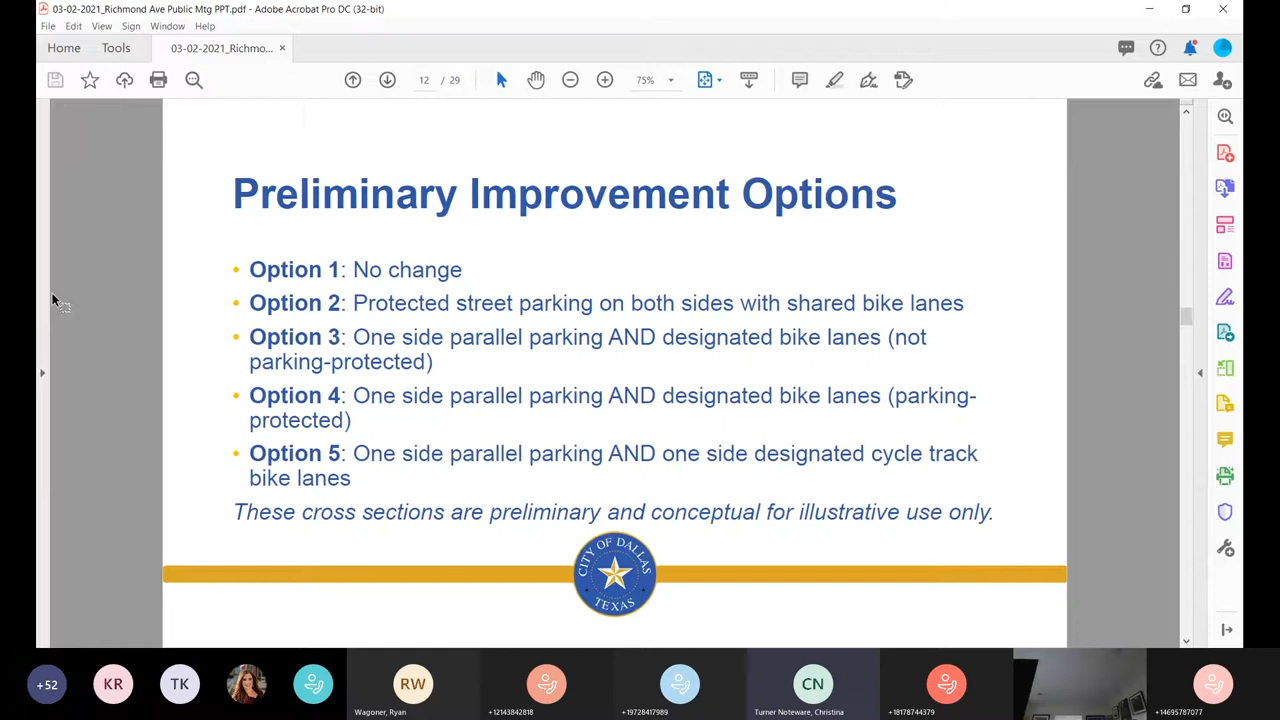 03-02-2021_Richmond Ave Public Mtg PPT.pdf - Adobe Acrobat Pro DC (32-bit)
File Edit View Sign Window Help
Home Tools 03-02-2021_Richmo... ×
12 / 29 75%
Preliminary Improvement Options
• Option 1: No change
• Option 2: Protected street parking on both sides with shared bike lanes
• Option 3: One side parallel parking AND designated bike lanes (not
parking-protected)
• Option 4: One side parallel parking AND designated bike lanes (parking-
protected)
• Option 5: One side parallel parking AND one side designated cycle track
bike lanes
These cross sections are preliminary and conceptual for illustrative use only.
CITY OF DALLAS
TEXAS
+52 KR TK RW CN
Wagoner, Ryan +12143842818 +19728417989 Turner Noteware, Christina +18178744379 +14695787077